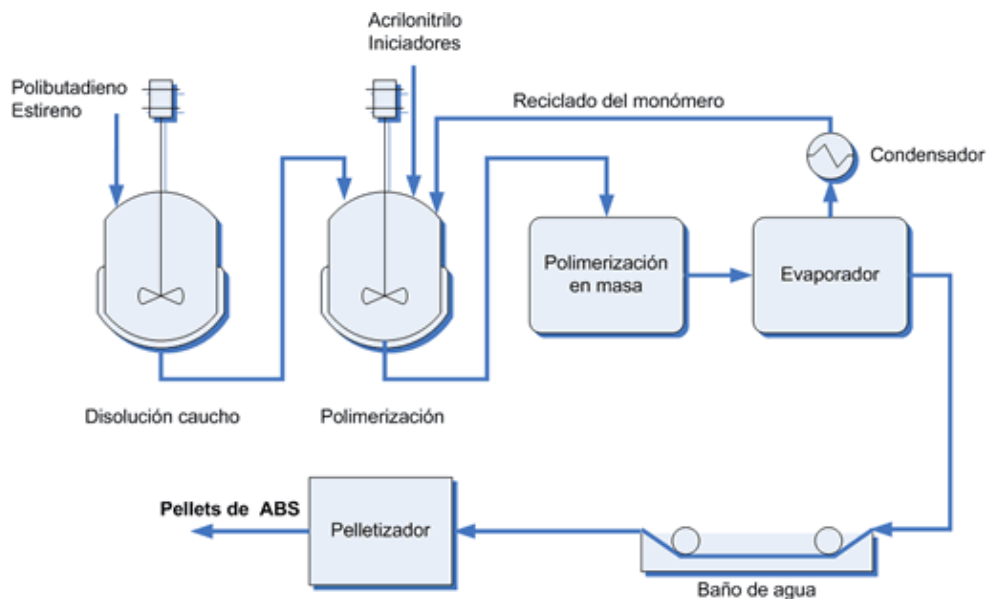 Acrilonitrilo
Iniciadores
Polibutadieno
Estireno
Reciclado del monómero
Condensador
Polimerización
en masa
Evaporador
Disolución caucho
Polimerización
Pellets de ABS
Pelletizador
Baño de agua